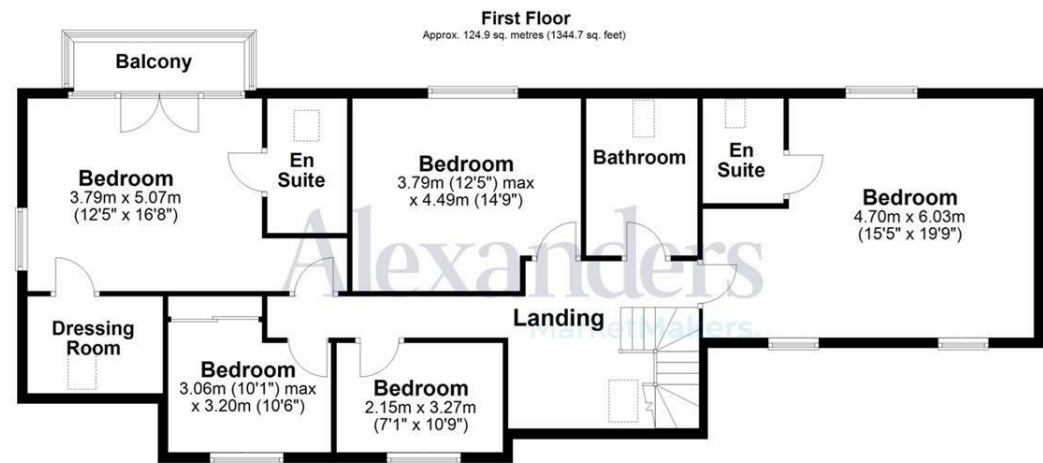 First Floor
Approx. 124.9 sq. metres (1344.7 sq. feet)
Balcony
Bedroom
3.79m x 5.07m
(12'5" x 16'8")
En
Suite
Bedroom
3.79m (12'5") max
x 4.49m (14'9")
Bathroom
En
Suite
Bedroom
4.70m x 6.03m
(15'5" x 19'9")
Alexanders
MarketMakers.
Landing
Dressing
Room
Bedroom
3.06m (10'1") max
x 3.20m (10'6")
Bedroom
2.15m x 3.27m
(7'1" x 10'9")